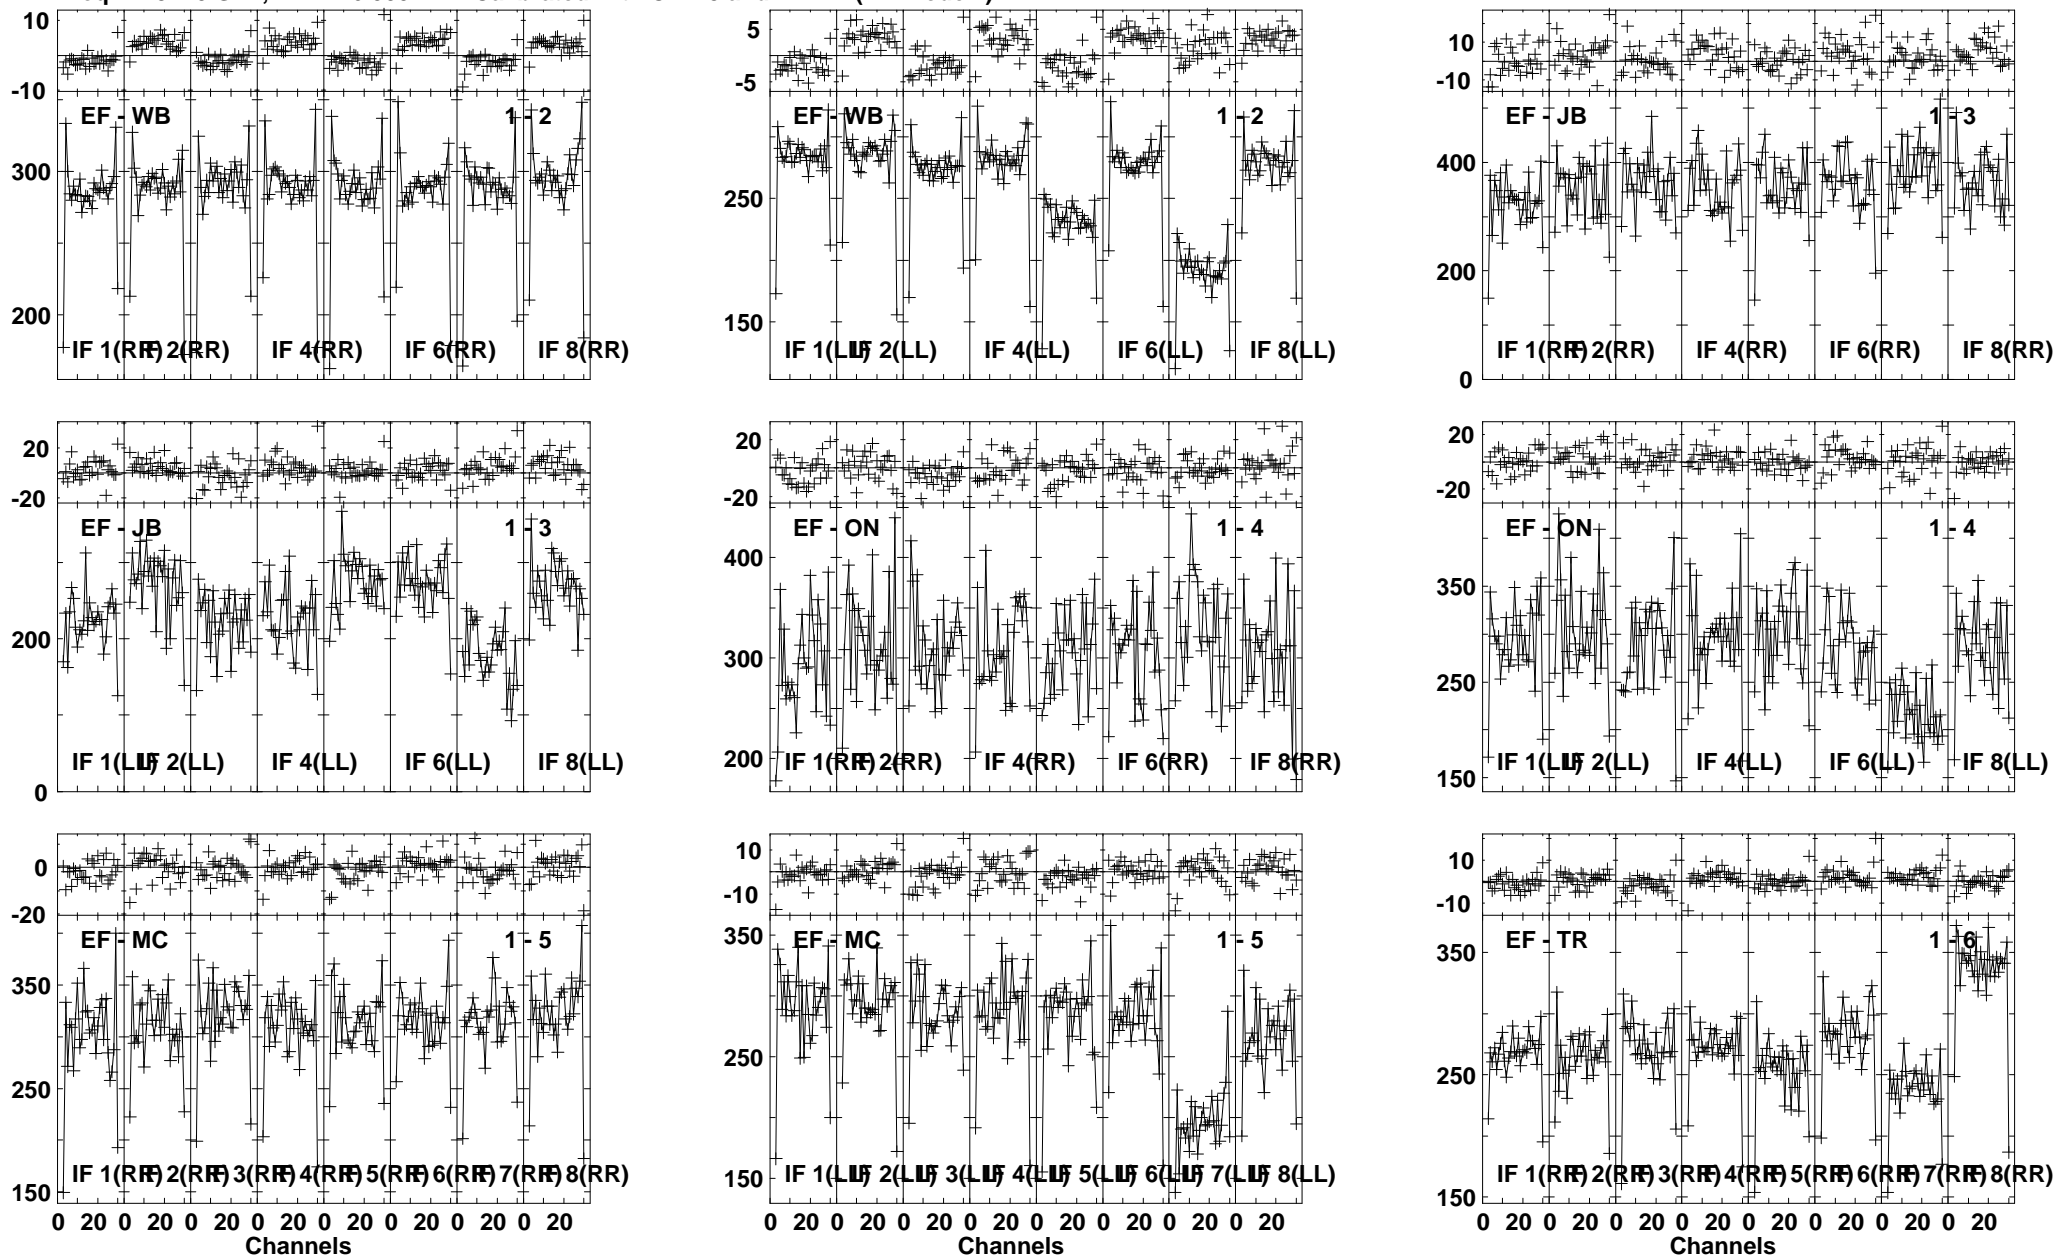 10
-10
EF - WB 1 - 2
300
200
IF 1(RR) IF 2(RR) IF 4(RR) IF 6(RR) IF 8(RR)
5
-5
EF - WB 1 - 2
250
150
IF 1(LL) IF 2(LL) IF 4(LL) IF 6(LL) IF 8(LL)
10
-10
EF - JB 1 - 3
400
200
0
IF 1(RR) IF 2(RR) IF 4(RR) IF 6(RR) IF 8(RR)
20
-20
EF - JB 1 - 3
200
0
IF 1(LL) IF 2(LL) IF 4(LL) IF 6(LL) IF 8(LL)
20
-20
EF - ON 1 - 4
400
300
200
IF 1(RR) IF 2(RR) IF 4(RR) IF 6(RR) IF 8(RR)
20
-20
EF - ON 1 - 4
350
250
150
IF 1(LL) IF 2(LL) IF 4(LL) IF 6(LL) IF 8(LL)
0
-20
EF - MC 1 - 5
350
250
150
IF 1(RR) IF 2(RR) IF 3(RR) IF 4(RR) IF 5(RR) IF 6(RR) IF 7(RR) IF 8(RR)
0 20 0 20 0 20 0 20 0 20 0 20 0 20 0 20
Channels
10
-10
EF - MC 1 - 5
350
250
150
IF 1(LL) IF 2(LL) IF 3(LL) IF 4(LL) IF 5(LL) IF 6(LL) IF 7(LL) IF 8(LL)
0 20 0 20 0 20 0 20 0 20 0 20 0 20 0 20
Channels
10
-10
EF - TR 1 - 6
350
250
150
IF 1(RR) IF 2(RR) IF 3(RR) IF 4(RR) IF 5(RR) IF 6(RR) IF 7(RR) IF 8(RR)
0 20 0 20 0 20 0 20 0 20 0 20 0 20 0 20
Channels